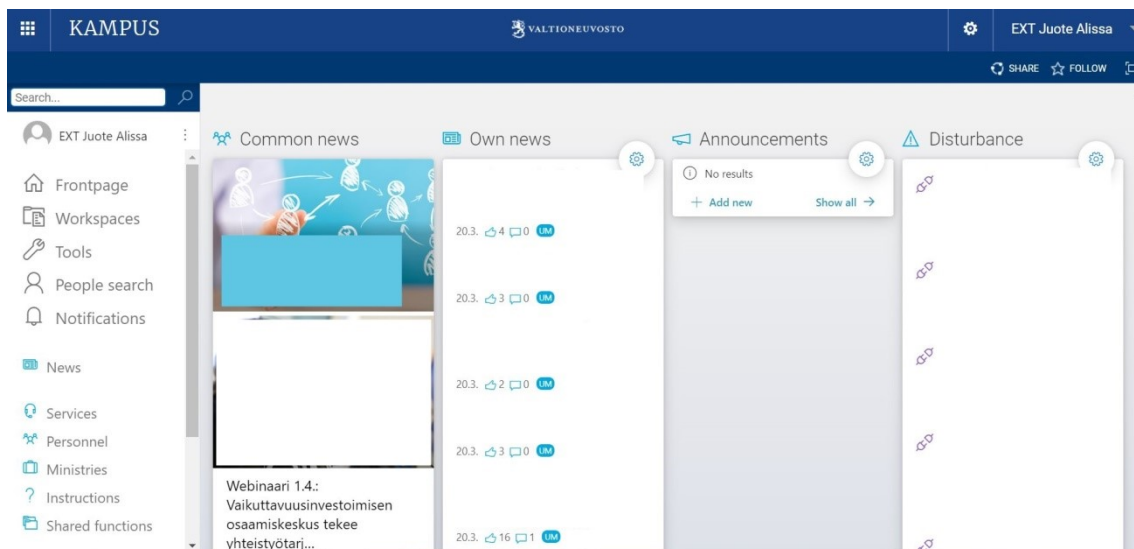 KAMPUS
VALTIONEUVOSTO
EXT Juote Alissa
SHARE FOLLOW
Search...
EXT Juote Alissa
Frontpage
Workspaces
Tools
People search
Notifications
News
Services
Personnel
Ministries
Instructions
Shared functions
Common news
Webinaari 1.4.:
Vaikuttavuusinvestoimisen
osaamiskeskus tekee
yhteistyötarj...
Own news
20.3. 4 0 UM
20.3. 3 0 UM
20.3. 2 0 UM
20.3. 3 0 UM
20.3. 16 1 UM
Announcements
No results
+ Add new Show all →
Disturbance